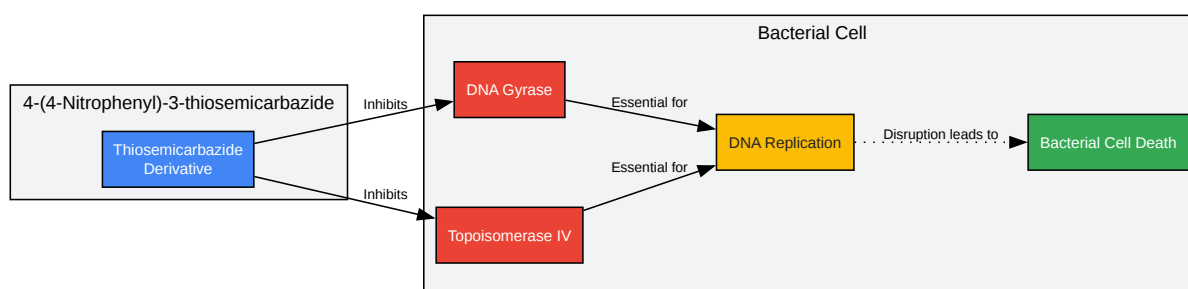 4-(4-Nitrophenyl)-3-thiosemicarbazide
Thiosemicarbazide
Derivative
Inhibits
Inhibits
Bacterial Cell
DNA Gyrase
Topoisomerase IV
Essential for
Essential for
DNA Replication
Disruption leads to
Bacterial Cell Death